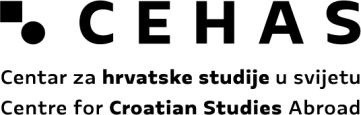 CEHAS
Centar za hrvatske studije u svijetu
Centre for Croatian Studies Abroad